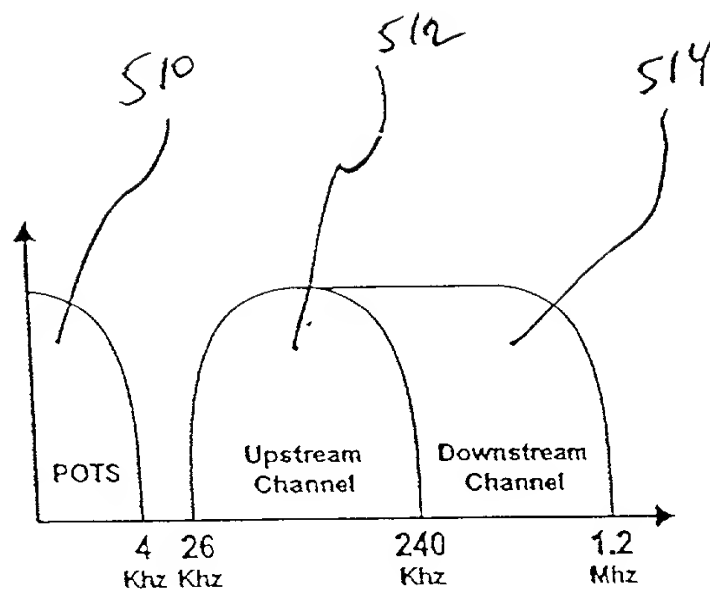 510
512
514
POTS
Upstream
Channel
Downstream
Channel
4 26 240 1.2
Khz Khz Khz Mhz